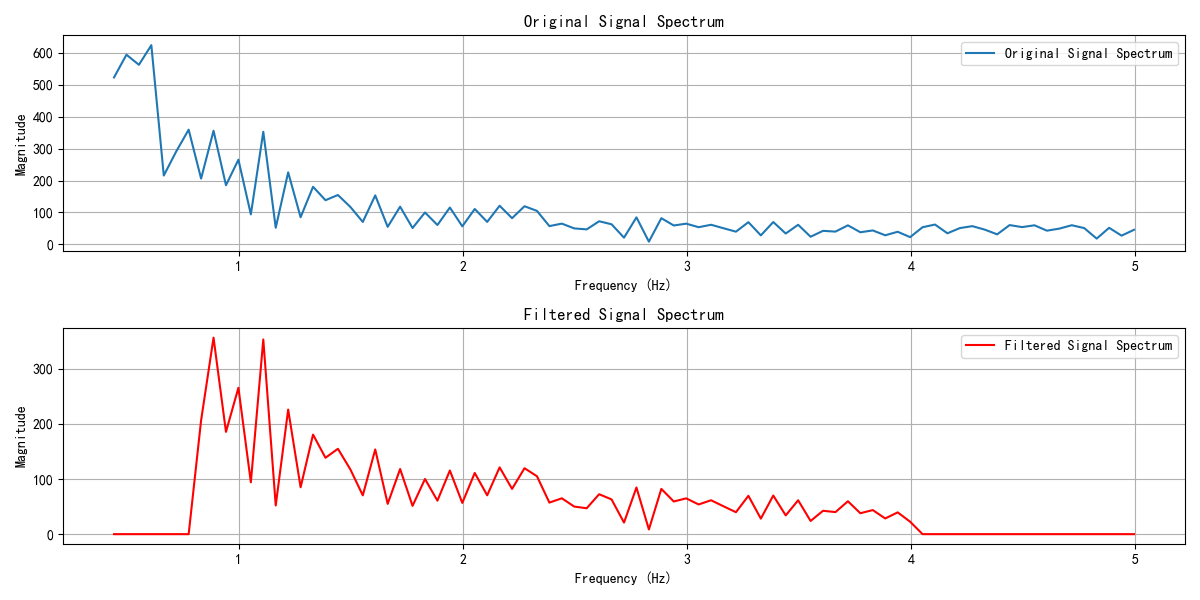 Original Signal Spectrum
Original Signal Spectrum
Magnitude
600
500
400
300
200
100
0
1 2 3 4 5
Frequency (Hz)
Filtered Signal Spectrum
Filtered Signal Spectrum
Magnitude
300
200
100
0
1 2 3 4 5
Frequency (Hz)